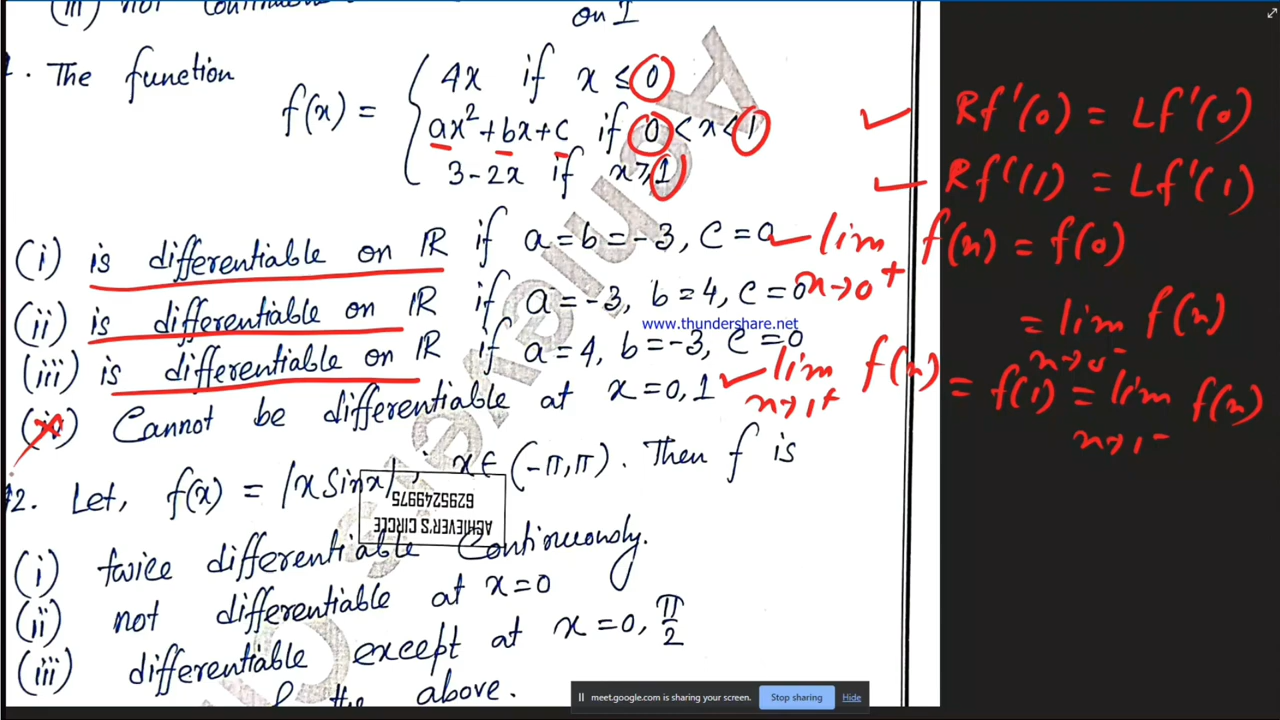 (iii) not
on I
. The function
f(x) = { 4x if x ≤ 0
ax² + bx + c if 0 < x < 1
3 - 2x if x ≥ 1
(i) is differentiable on ℝ if a = b = -3, c = 0
(ii) is differentiable on ℝ if a = -3, b = 4, c = 0
(iii) is differentiable on ℝ if a = 4, b = -3, c = 0
(iv) Cannot be differentiable at x = 0, 1
2. Let, f(x) = |x sin x|, x ∈ (-π, π). Then f is
(i) twice differentiable continuously.
(ii) not differentiable at x = 0
(iii) differentiable except at x = 0, π/2
above.
✓ Rf'(0) = Lf'(0)
✓ Rf'(1) = Lf'(1)
✓ lim x→0+ f(x) = f(0)
= lim x→0- f(x)
✓ lim x→1+ f(x) = f(1) = lim x→1- f(x)
www.thundershare.net
ACHIEVER'S CIRCLE
6295249975
meet.google.com is sharing your screen.
Stop sharing
Hide